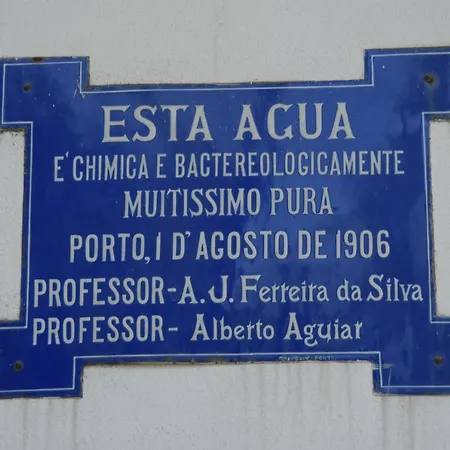 ESTA AGUA
E' CHIMICA E BACTEREOLOGICAMENTE
MUITISSIMO PURA
PORTO, 1 D'AGOSTO DE 1906
PROFESSOR-A. J. Ferreira da Silva
PROFESSOR- Alberto Aguiar